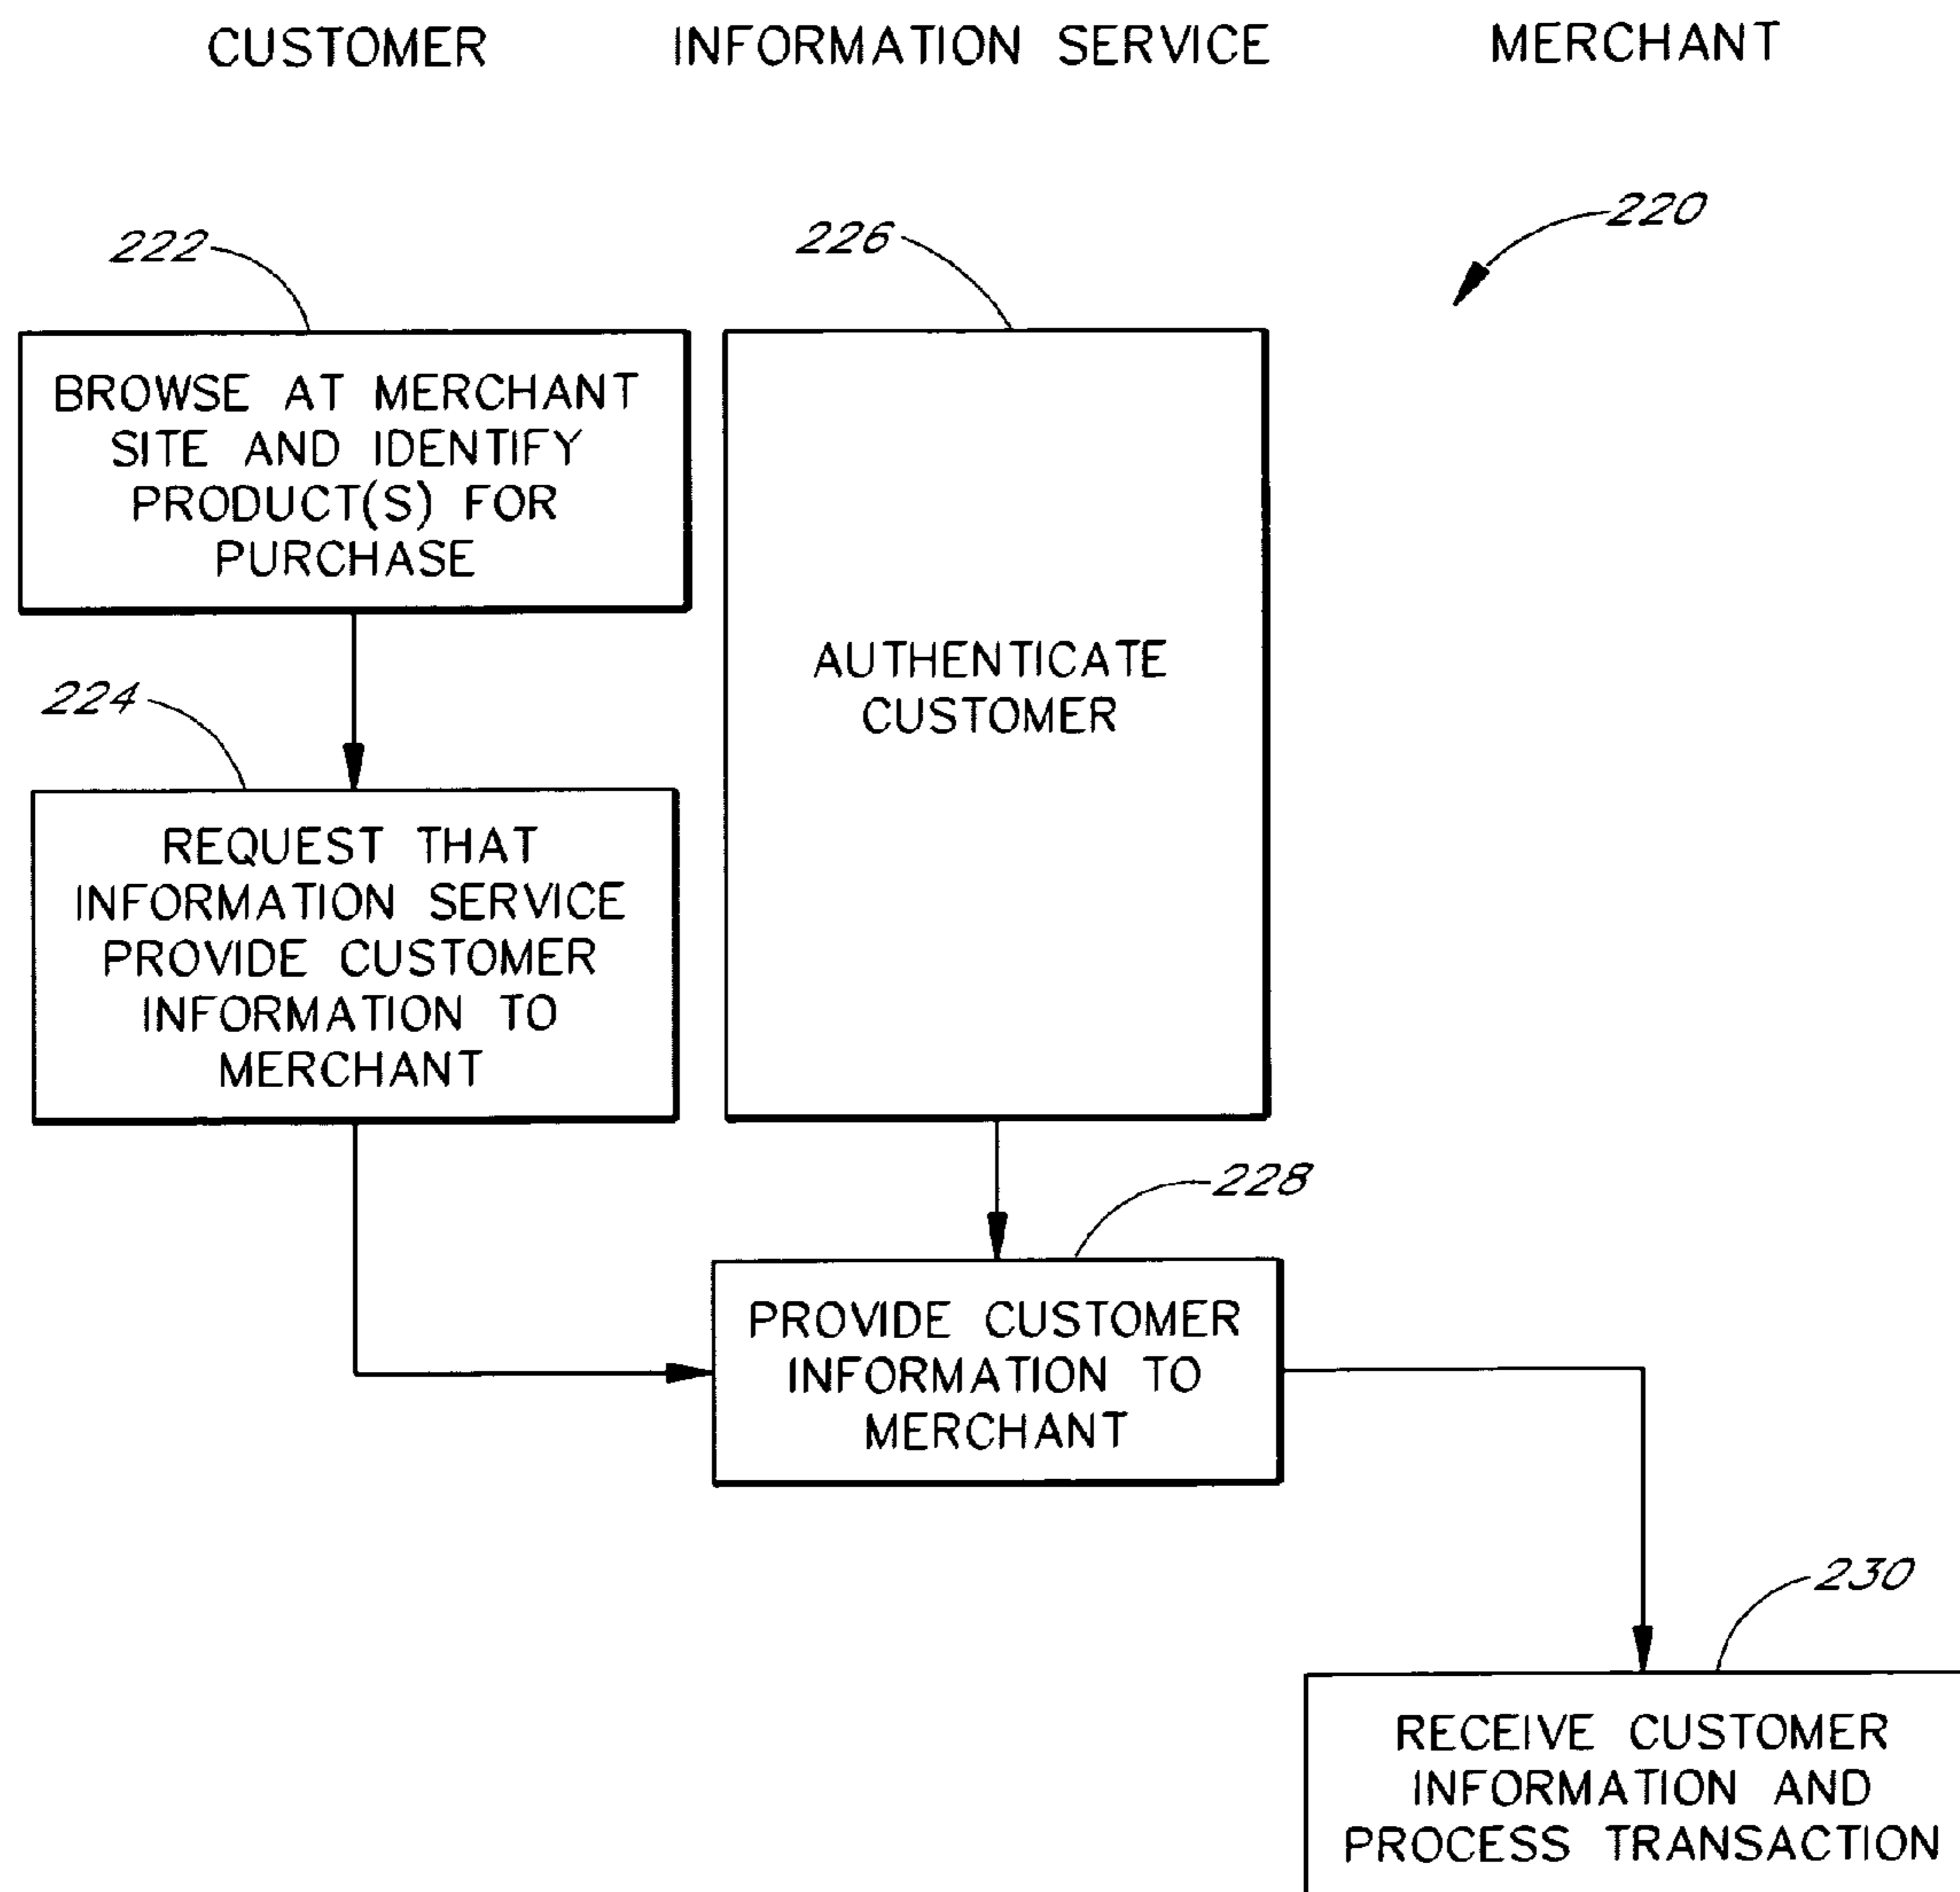 CUSTOMER INFORMATION SERVICE MERCHANT
220
222
226
BROWSE AT MERCHANT
SITE AND IDENTIFY
PRODUCT(S) FOR
PURCHASE
AUTHENTICATE
CUSTOMER
224
REQUEST THAT
INFORMATION SERVICE
PROVIDE CUSTOMER
INFORMATION TO
MERCHANT
228
PROVIDE CUSTOMER
INFORMATION TO
MERCHANT
230
RECEIVE CUSTOMER
INFORMATION AND
PROCESS TRANSACTION